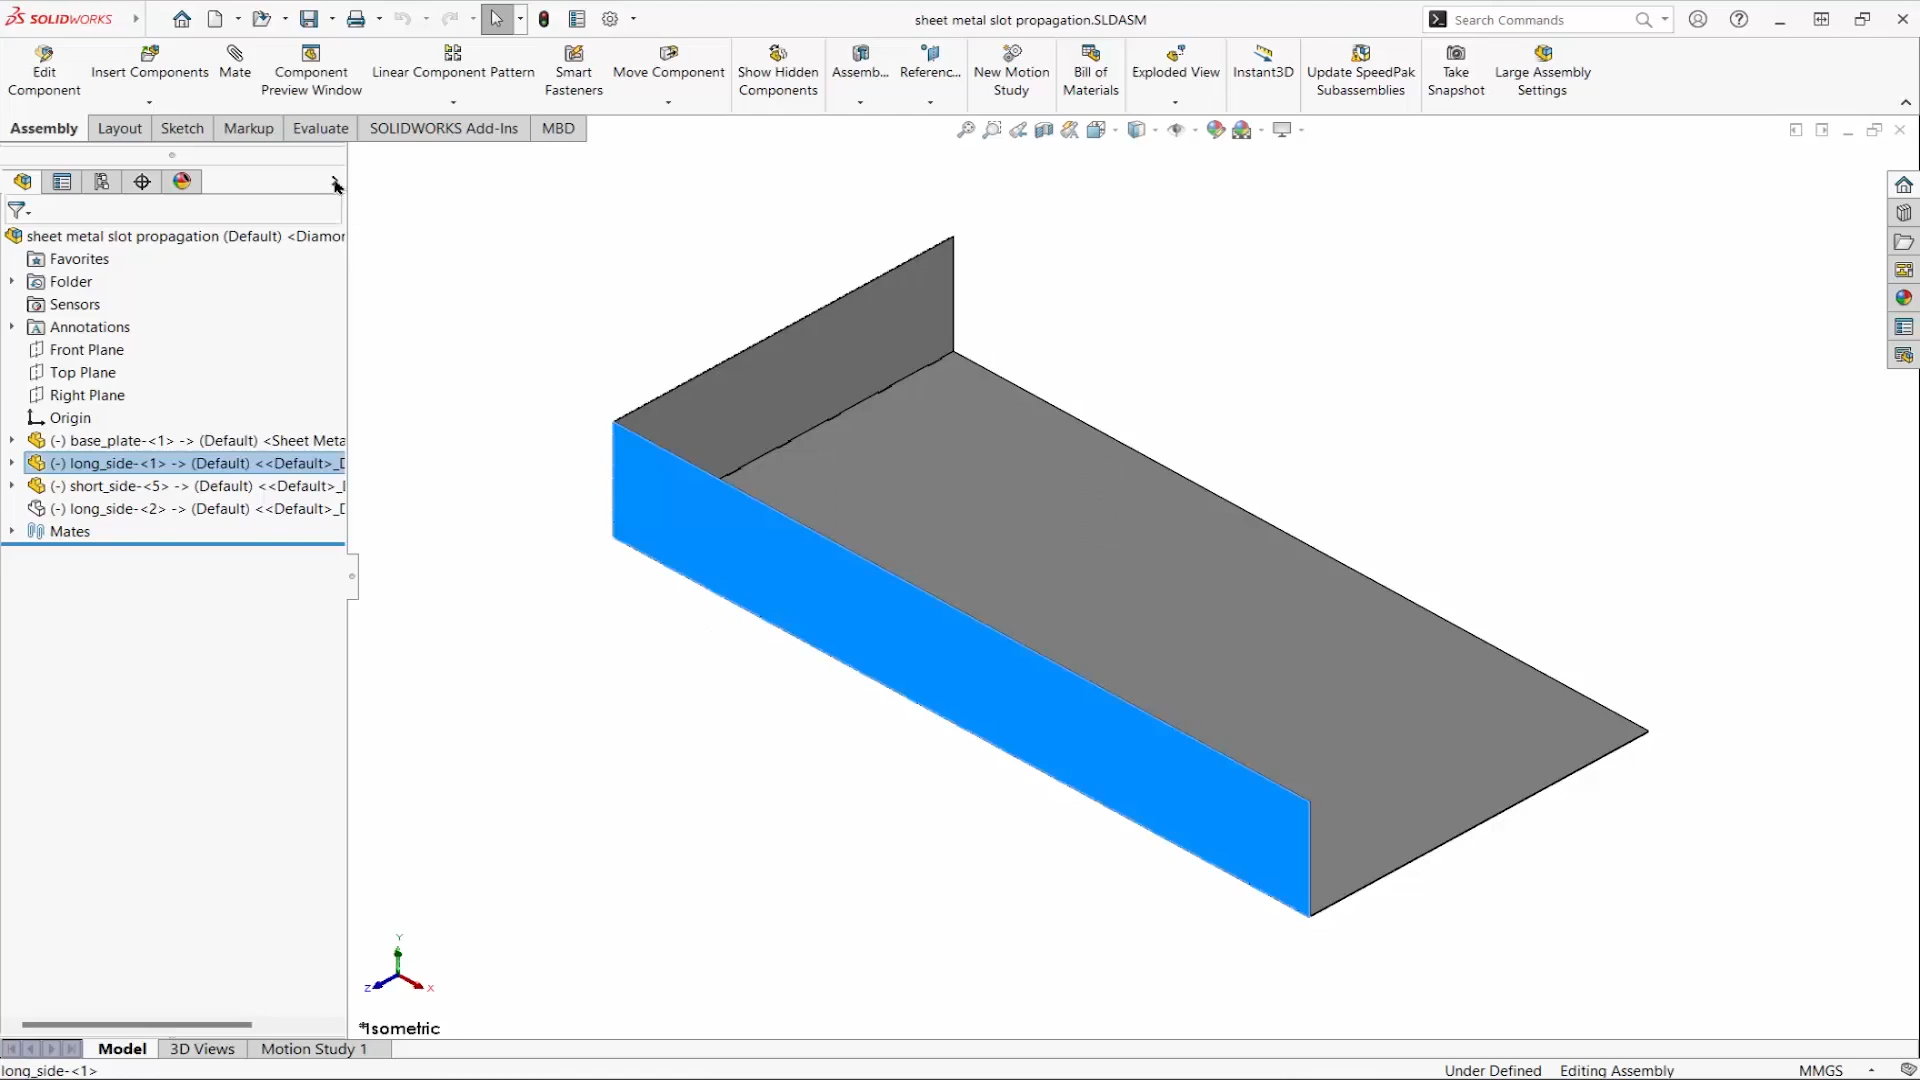 SOLIDWORKS
sheet metal slot propagation.SLDASM
Search Commands
Edit
Component
Insert Components
Mate
Component
Preview Window
Linear Component Pattern
Smart
Fasteners
Move Component
Show Hidden
Components
Assemb...
Referenc...
New Motion
Study
Bill of
Materials
Exploded View
Instant3D
Update SpeedPak
Subassemblies
Take
Snapshot
Large Assembly
Settings
Assembly
Layout
Sketch
Markup
Evaluate
SOLIDWORKS Add-Ins
MBD
sheet metal slot propagation (Default) <Diamor
Favorites
Folder
Sensors
Annotations
Front Plane
Top Plane
Right Plane
Origin
(-) base_plate-<1> -> (Default) <Sheet Meta
(-) long_side-<1> -> (Default) <<Default>_D
(-) short_side-<5> -> (Default) <<Default>_
(-) long_side-<2> -> (Default) <<Default>_D
Mates
Y
Z
X
*Isometric
Model
3D Views
Motion Study 1
long_side-<1>
Under Defined
Editing Assembly
MMGS